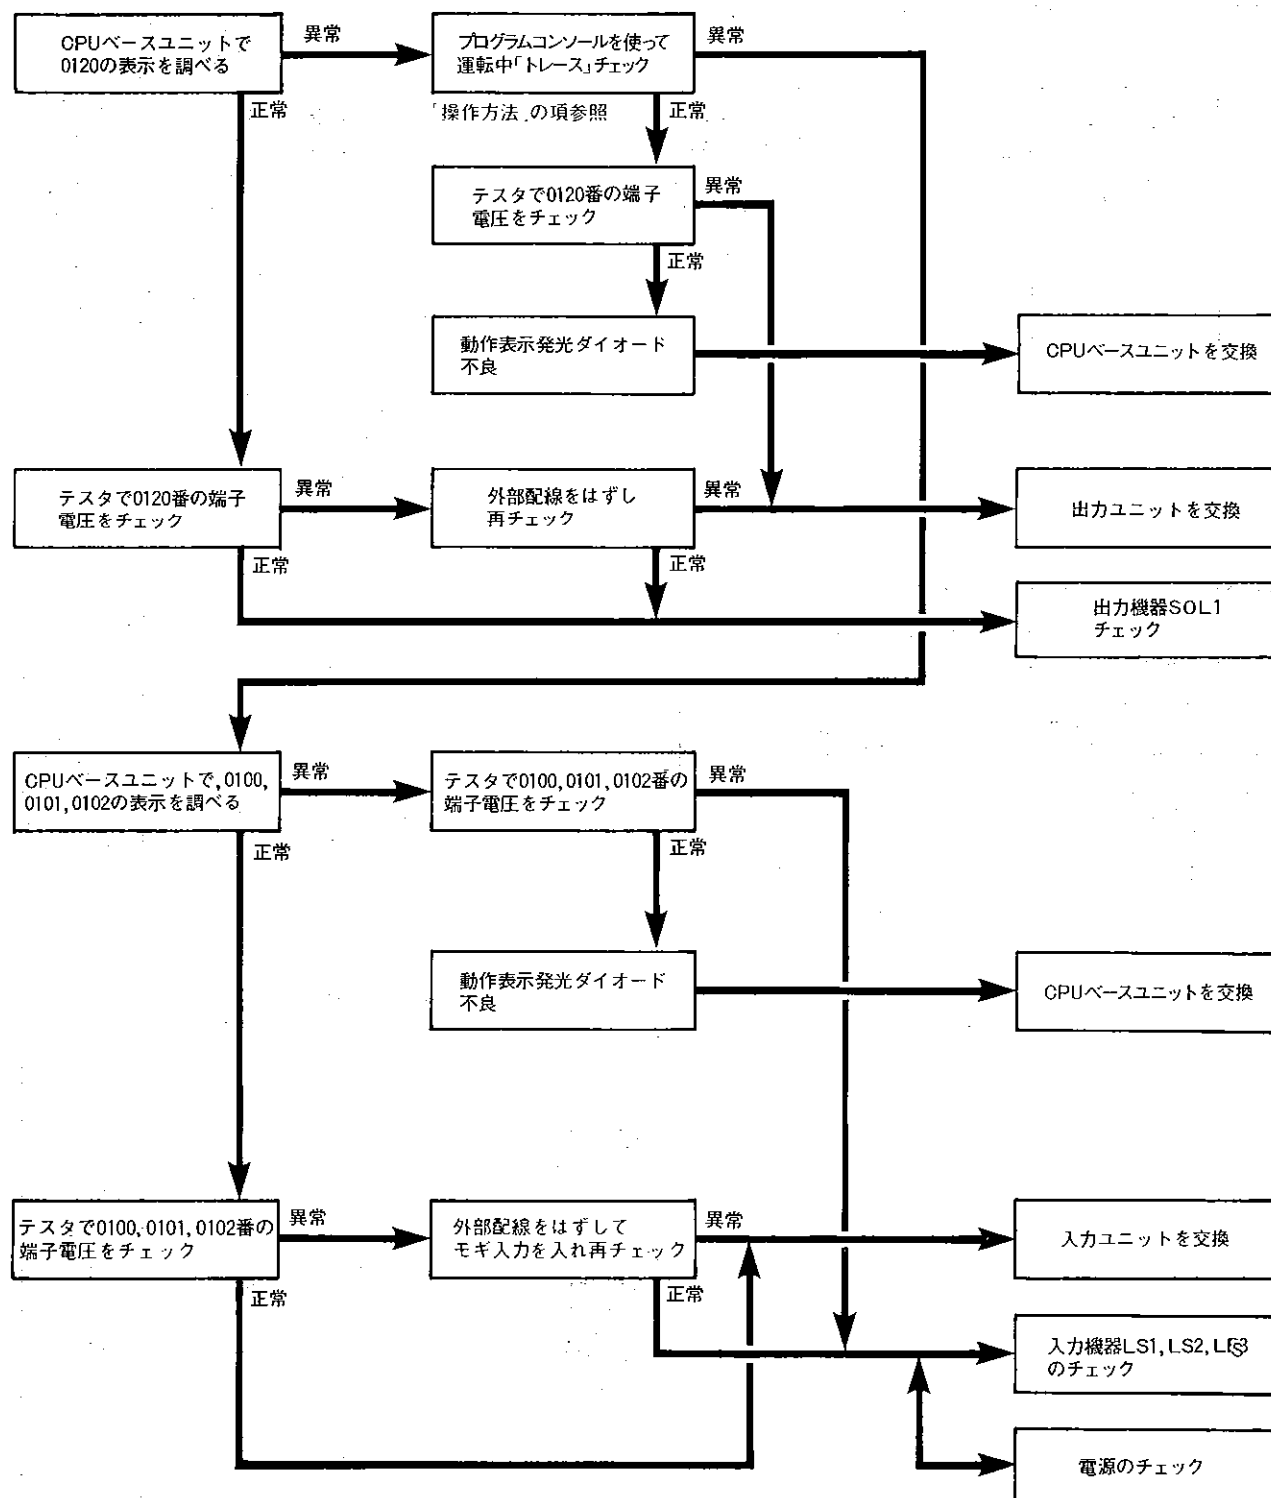 CPUベースユニットで
0120の表示を調べる
異常
プログラムコンソールを使って
運転中「トレース」チェック
異常
正常
「操作方法」の項参照
正常
テスタで0120番の端子
電圧をチェック
異常
正常
動作表示発光ダイオード
不良
CPUベースユニットを交換
テスタで0120番の端子
電圧をチェック
異常
外部配線をはずし
再チェック
異常
出力ユニットを交換
正常
正常
出力機器SOL1
チェック
CPUベースユニットで,0100,
0101,0102の表示を調べる
異常
テスタで0100,0101,0102番の
端子電圧をチェック
異常
正常
正常
動作表示発光ダイオード
不良
CPUベースユニットを交換
テスタで0100,0101,0102番の
端子電圧をチェック
異常
外部配線をはずして
モギ入力を入れ再チェック
異常
入力ユニットを交換
正常
正常
入力機器LS1,LS2,
のチェック
電源のチェック